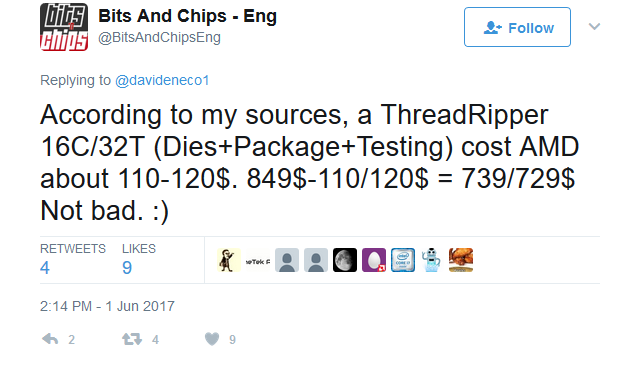 bits
chips
Bits And Chips - Eng
@BitsAndChipsEng
Follow
Replying to @davideneco1
According to my sources, a ThreadRipper
16C/32T (Dies+Package+Testing) cost AMD
about 110-120$. 849$-110/120$ = 739/729$
Not bad. :)
RETWEETS LIKES
4 9
2:14 PM - 1 Jun 2017
2 4 9